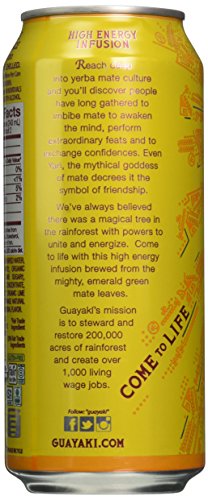 HIGH ENERGY
INFUSION
Reach deep
into yerba mate culture
and you'll discover people
have long gathered to
imbibe mate to awaken
the mind, perform
extraordinary feats and to
exchange confidences. Even
Yari, the mythical goddess
of mate decrees it the
symbol of friendship.
We've always believed
there was a magical tree in
the rainforest with powers to
unite and energize. Come
to life with this high energy
infusion brewed from the
mighty, emerald green
mate leaves.
Guayaki's mission
is to steward and
restore 200,000
acres of rainforest
and create over
1,000 living
wage jobs.
Follow "guayaki"
GUAYAKI.COM
COME TO LIFE
Facts
0%
<1%
0%